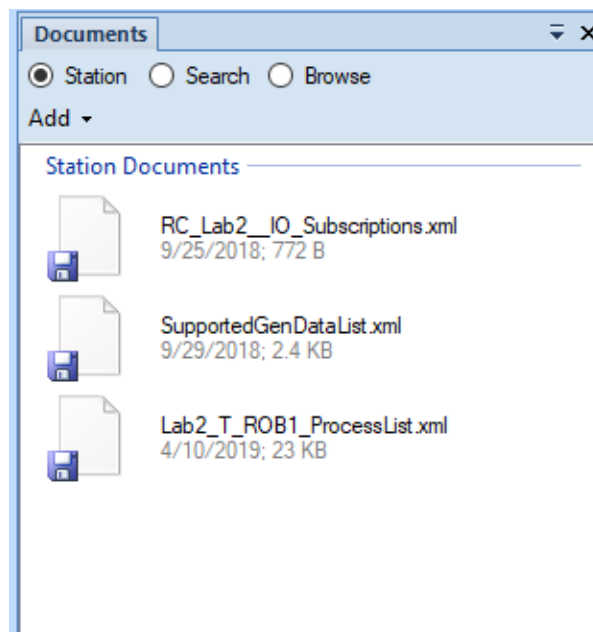 Documents
Station Search Browse
Add
Station Documents
RC_Lab2__IO_Subscriptions.xml
9/25/2018; 772 B
SupportedGenDataList.xml
9/29/2018; 2.4 KB
Lab2_T_ROB1_ProcessList.xml
4/10/2019; 23 KB